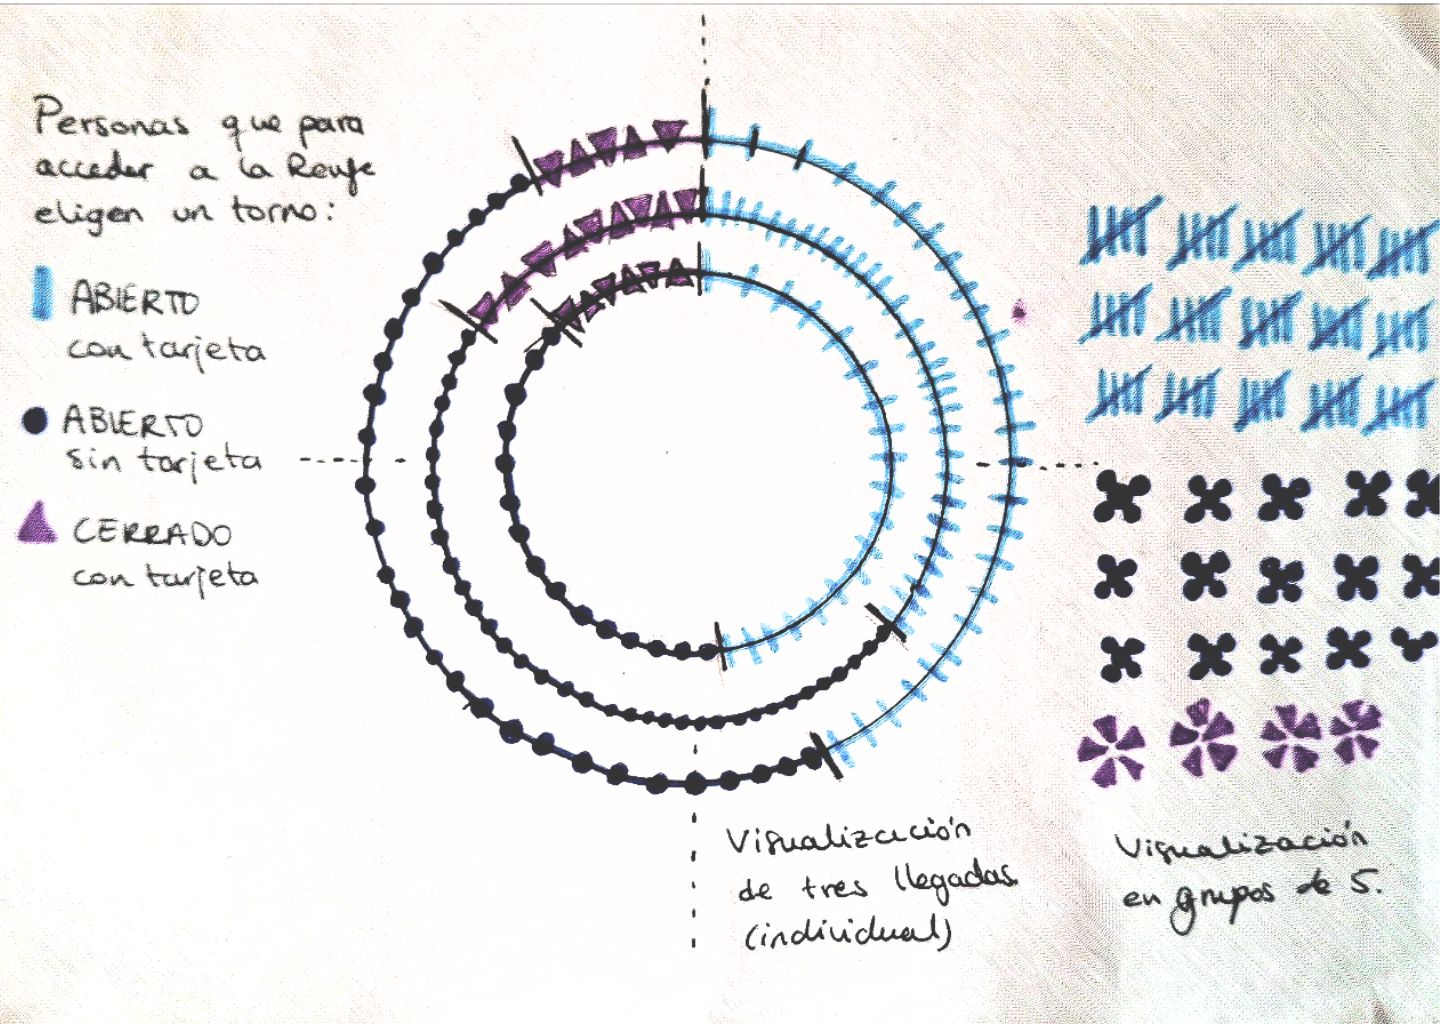 Personas que para
acceder a la Renfe
eligen un torno:
ABIERTO
con tarjeta
ABIERTO
sin tarjeta
CERRADO
con tarjeta
Visualización
de tres llegadas
(individual)
Visualización
en grupos de 5.